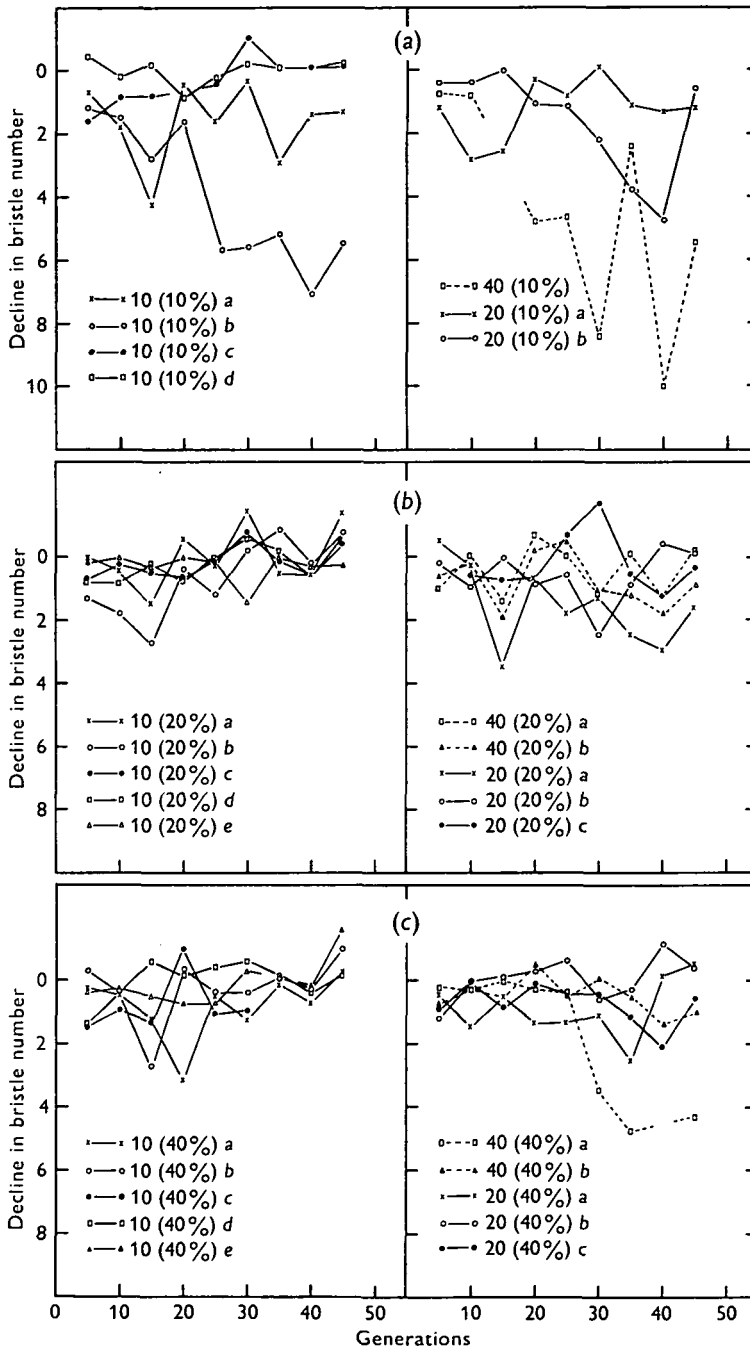 (a)
Decline in bristle number
0
2
4
6
8
10
10 (10%) a
10 (10%) b
10 (10%) c
10 (10%) d
40 (10%)
20 (10%) a
20 (10%) b
(b)
Decline in bristle number
0
2
4
6
8
10 (20%) a
10 (20%) b
10 (20%) c
10 (20%) d
10 (20%) e
40 (20%) a
40 (20%) b
20 (20%) a
20 (20%) b
20 (20%) c
(c)
Decline in bristle number
0
2
4
6
8
10 (40%) a
10 (40%) b
10 (40%) c
10 (40%) d
10 (40%) e
40 (40%) a
40 (40%) b
20 (40%) a
20 (40%) b
20 (40%) c
0 10 20 30 40 50 10 20 30 40 50
Generations